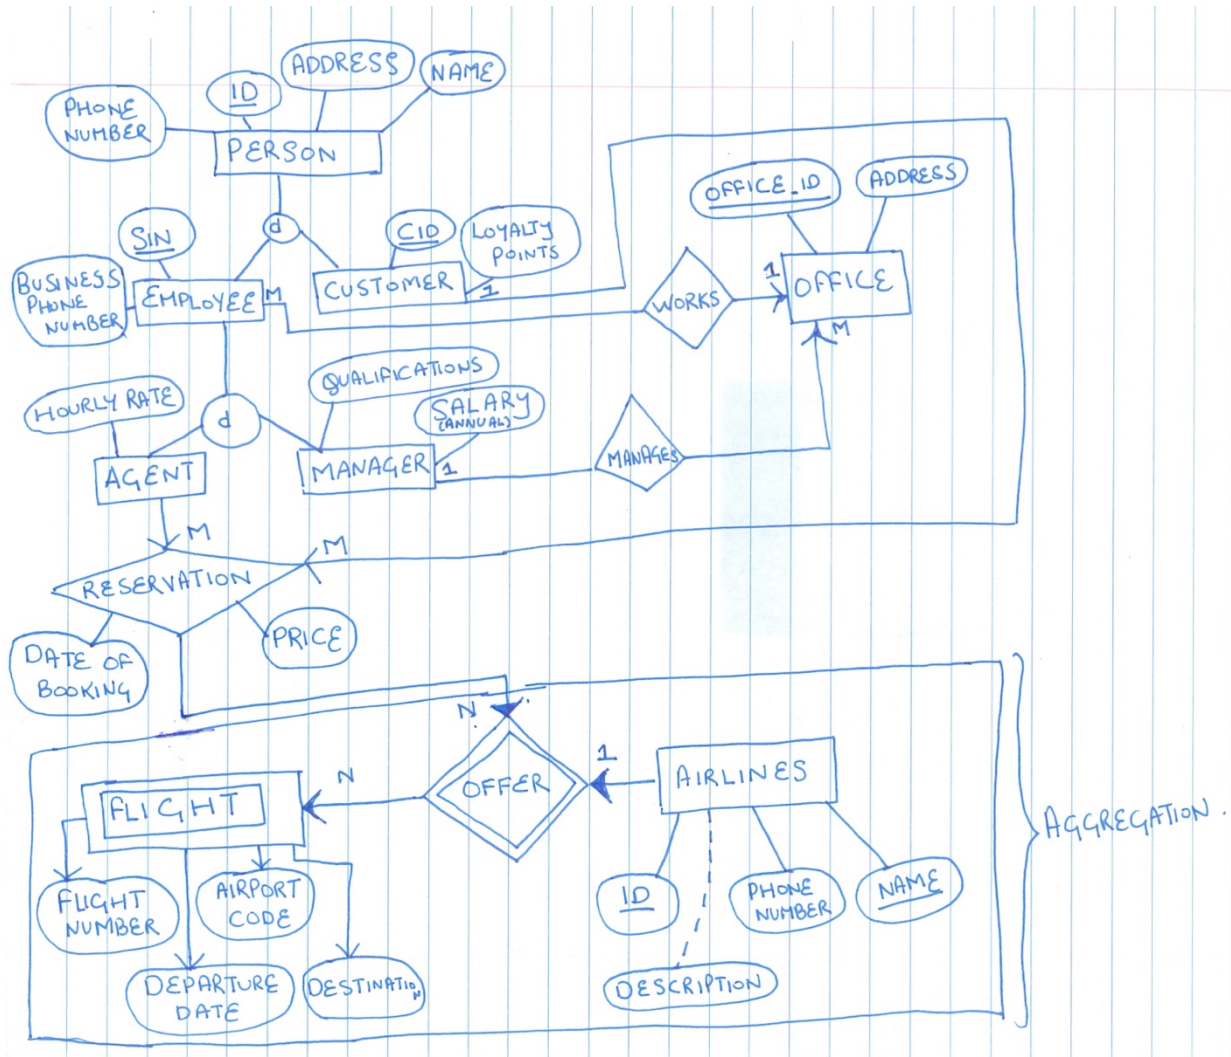 ADDRESS
NAME
ID
PHONE
NUMBER
PERSON
d
SIN
CID
LOYALTY
POINTS
OFFICE_ID
ADDRESS
BUSINESS
PHONE
NUMBER
EMPLOYEE
M
CUSTOMER
1
WORKS
1
OFFICE
M
HOURLY RATE
d
QUALIFICATIONS
SALARY
(ANNUAL)
AGENT
MANAGER
1
MANAGES
M
M
RESERVATION
DATE OF
BOOKING
PRICE
N
FLIGHT
N
OFFER
1
AIRLINES
AGGREGATION.
FLIGHT
NUMBER
AIRPORT
CODE
DEPARTURE
DATE
DESTINATION
ID
PHONE
NUMBER
NAME
DESCRIPTION